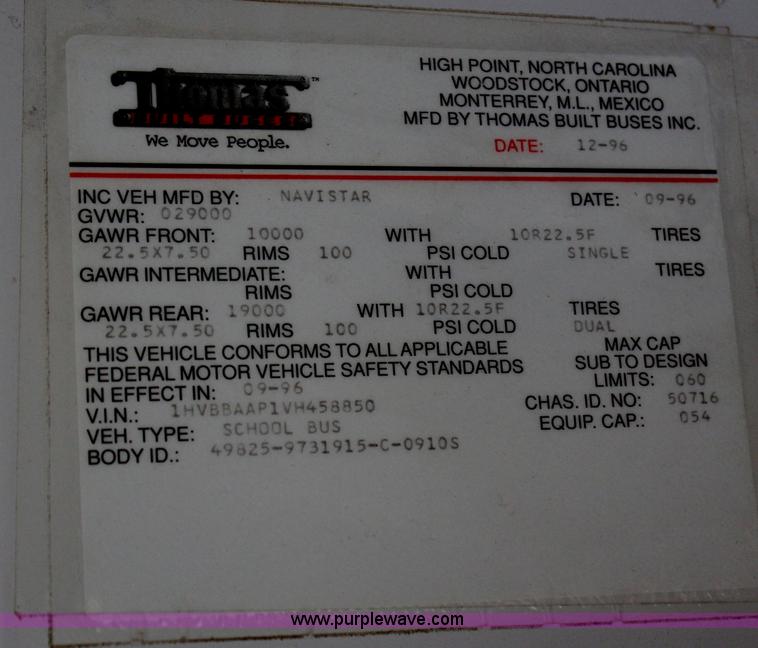 Thomas
BUILT BUSES
™
We Move People.
HIGH POINT, NORTH CAROLINA
WOODSTOCK, ONTARIO
MONTERREY, M.L., MEXICO
MFD BY THOMAS BUILT BUSES INC.
DATE: 12-96
INC VEH MFD BY: NAVISTAR DATE: 09-96
GVWR: 029000
GAWR FRONT: 10000 WITH 10R22.5F TIRES
22.5X7.50 RIMS 100 PSI COLD SINGLE
GAWR INTERMEDIATE: WITH TIRES
RIMS PSI COLD
GAWR REAR: 19000 WITH 10R22.5F TIRES
22.5X7.50 RIMS 100 PSI COLD DUAL
THIS VEHICLE CONFORMS TO ALL APPLICABLE MAX CAP
FEDERAL MOTOR VEHICLE SAFETY STANDARDS SUB TO DESIGN
IN EFFECT IN: 09-96 LIMITS: 060
V.I.N.: 1HVBBAAP1VH458850 CHAS. ID. NO: 50716
VEH. TYPE: SCHOOL BUS EQUIP. CAP.: 054
BODY ID.: 49825-9731915-C-0910S
www.purplewave.com